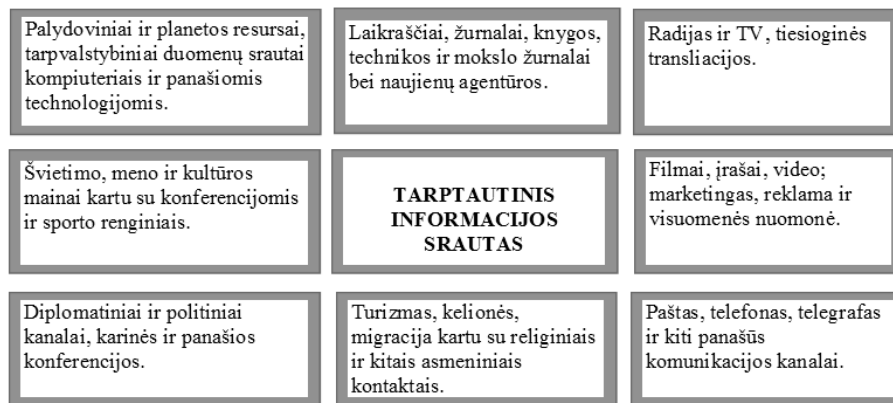 Palydoviniai ir planetos resursai,
tarpvalstybiniai duomenų srautai
kompiuteriais ir panašiomis
technologijomis.
Laikraščiai, žurnalai, knygos,
technikos ir mokslo žurnalai
bei naujienų agentūros.
Radijas ir TV, tiesioginės
transliacijos.
Švietimo, meno ir kultūros
mainai kartu su konferencijomis
ir sporto renginiais.
TARPTAUTINIS
INFORMACIJOS
SRAUTAS
Filmai, įrašai, video;
marketingas, reklama ir
visuomenės nuomonė.
Diplomatiniai ir politiniai
kanalai, karinės ir panašios
konferencijos.
Turizmas, kelionės,
migracija kartu su religiniais
ir kitais asmeniniais
kontaktais.
Paštas, telefonas, telegrafas
ir kiti panašūs
komunikacijos kanalai.